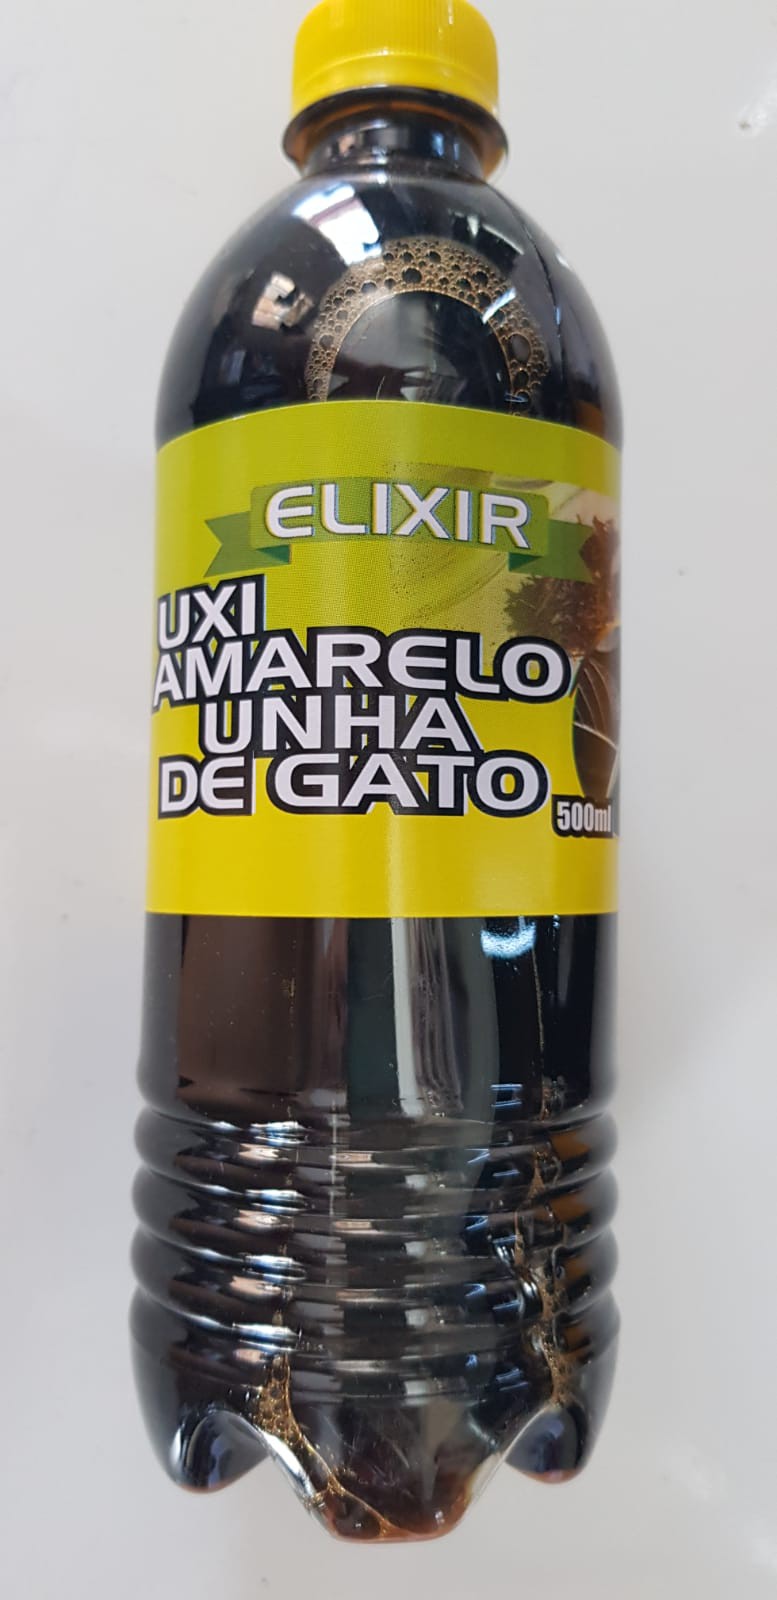 ELIXIR
UXI
AMARELO
UNHA
DE GATO
500ml